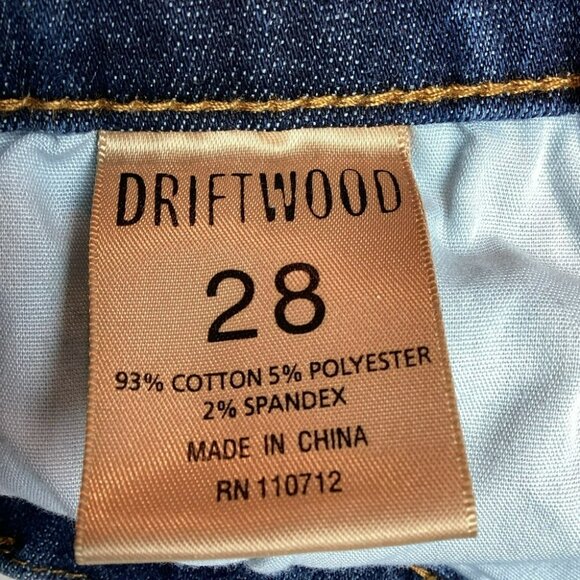 DRIFTWOOD
28
93% COTTON 5% POLYESTER
2% SPANDEX
MADE IN CHINA
RN 110712